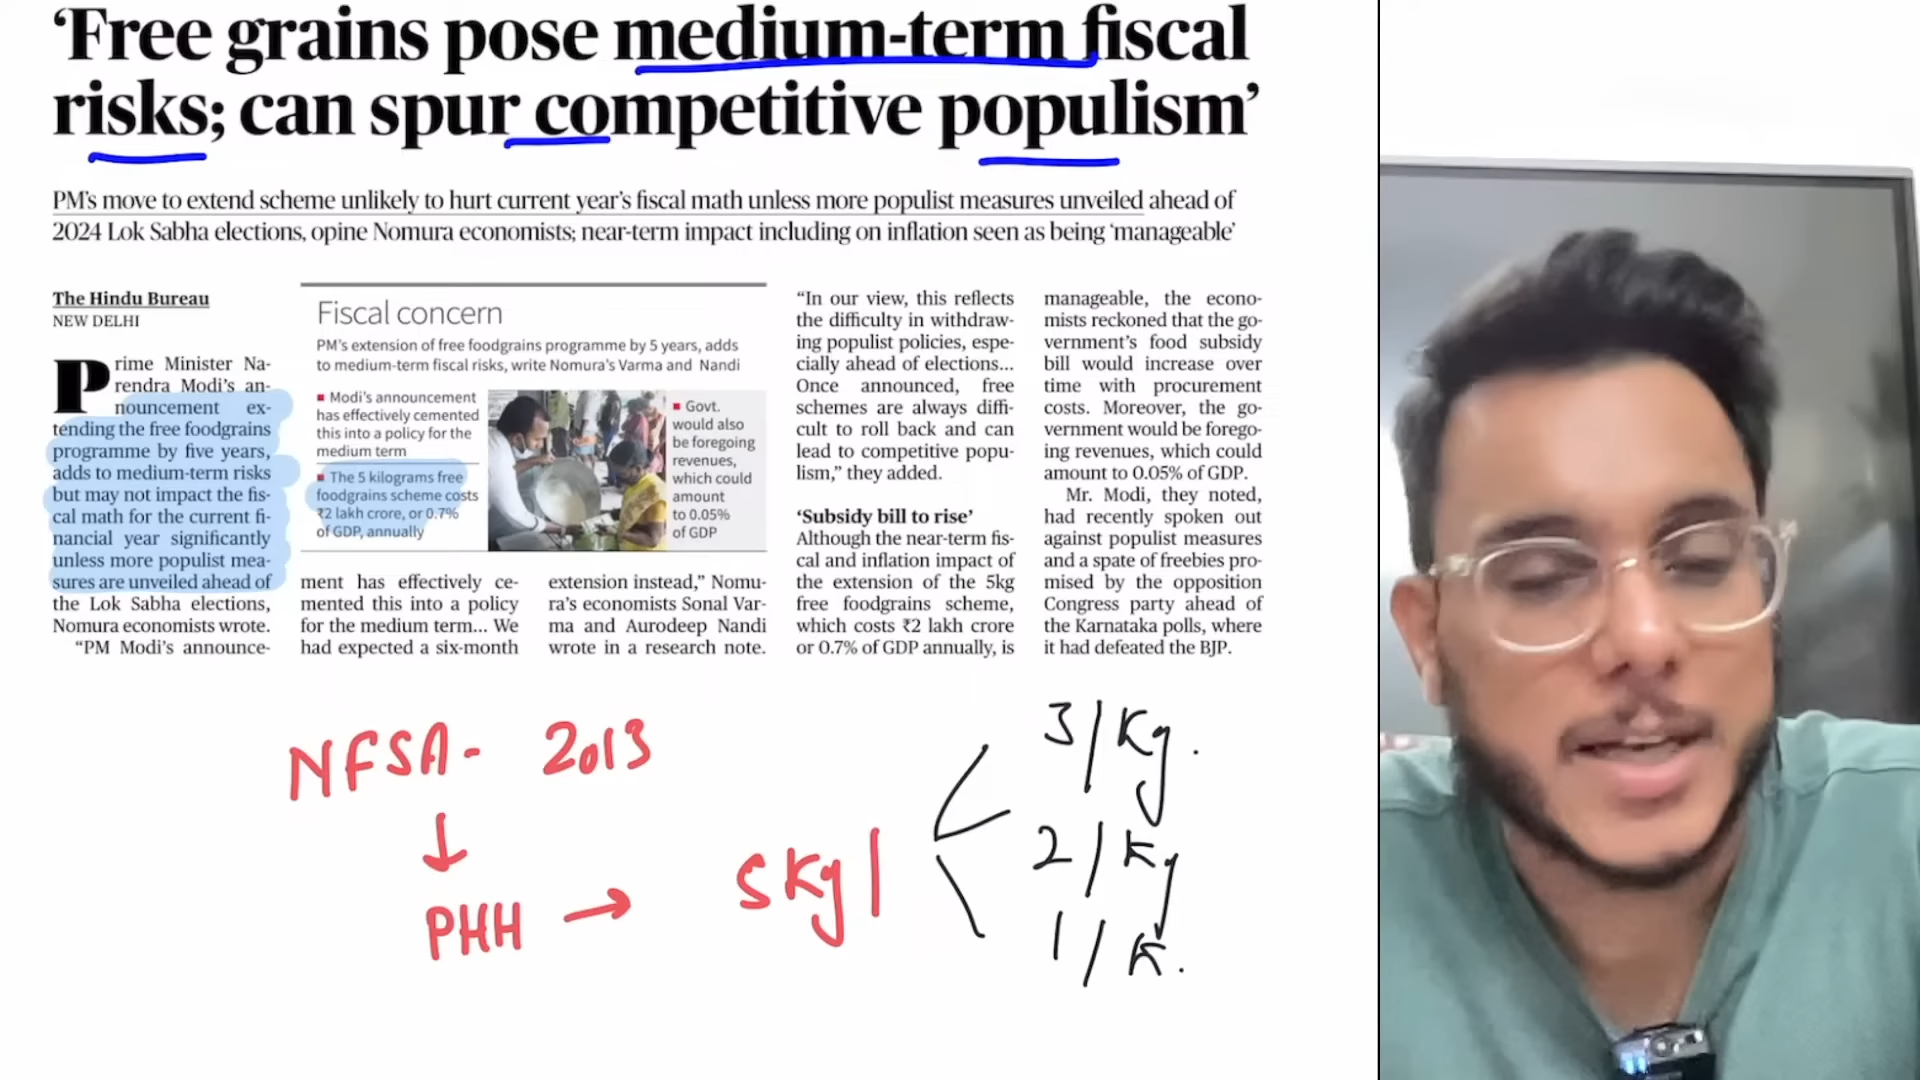 ‘Free grains pose medium-term fiscal
risks; can spur competitive populism’
PM’s move to extend scheme unlikely to hurt current year’s fiscal math unless more populist measures unveiled ahead of
2024 Lok Sabha elections, opine Nomura economists; near-term impact including on inflation seen as being ‘manageable’
The Hindu Bureau
NEW DELHI
Prime Minister Na-
rendra Modi’s an-
nouncement ex-
tending the free foodgrains
programme by five years,
adds to medium-term risks
but may not impact the fis-
cal math for the current fi-
nancial year significantly
unless more populist mea-
sures are unveiled ahead of
the Lok Sabha elections,
Nomura economists wrote.
“PM Modi’s announce-
Fiscal concern
PM’s extension of free foodgrains programme by 5 years, adds
to medium-term fiscal risks, write Nomura’s Varma and Nandi
■ Modi’s announcement
has effectively cemented
this into a policy for the
medium term
■ The 5 kilograms free
foodgrains scheme costs
₹2 lakh crore, or 0.7%
of GDP, annually
■ Govt.
would also
be foregoing
revenues,
which could
amount
to 0.05%
of GDP
ment has effectively ce-
mented this into a policy
for the medium term... We
had expected a six-month
extension instead,” Nomu-
ra’s economists Sonal Var-
ma and Aurodeep Nandi
wrote in a research note.
“In our view, this reflects
the difficulty in withdraw-
ing populist policies, espe-
cially ahead of elections...
Once announced, free
schemes are always diffi-
cult to roll back and can
lead to competitive popu-
lism,” they added.
‘Subsidy bill to rise’
Although the near-term fis-
cal and inflation impact of
the extension of the 5kg
free foodgrains scheme,
which costs ₹2 lakh crore
or 0.7% of GDP annually, is
manageable, the econo-
mists reckoned that the go-
vernment’s food subsidy
bill would increase over
time with procurement
costs. Moreover, the go-
vernment would be forego-
ing revenues, which could
amount to 0.05% of GDP.
Mr. Modi, they noted,
had recently spoken out
against populist measures
and a spate of freebies pro-
mised by the opposition
Congress party ahead of
the Karnataka polls, where
it had defeated the BJP.
NFSA- 2013
↓
PHH → 5Kg/
3/Kg.
2/Kg
1/K.